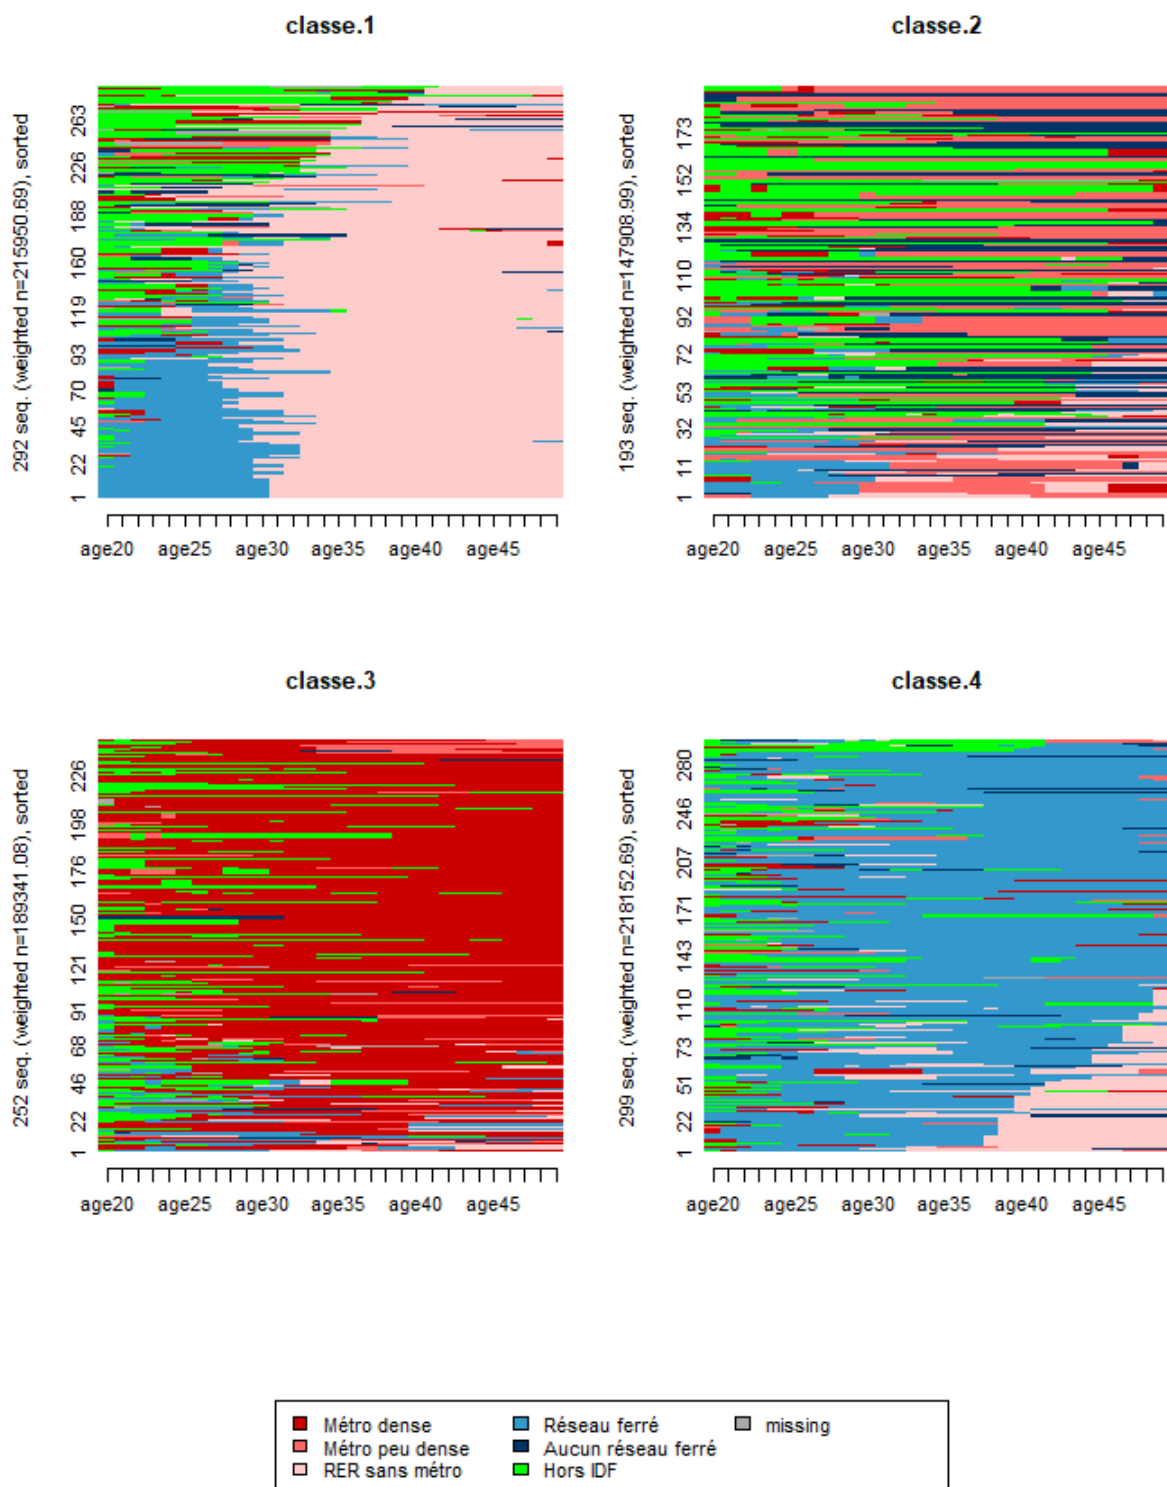 classe.1
classe.2
292 seq. (weighted n=215950.69), sorted
1 22 45 70 93 119 160 188 226 263
age20 age25 age30 age35 age40 age45
193 seq. (weighted n=147908.99), sorted
1 11 32 53 72 92 110 134 152 173
age20 age25 age30 age35 age40 age45
classe.3
classe.4
252 seq. (weighted n=189341.08), sorted
1 22 46 68 91 121 150 176 198 226
age20 age25 age30 age35 age40 age45
299 seq. (weighted n=218152.69), sorted
1 22 51 73 110 143 171 207 246 280
age20 age25 age30 age35 age40 age45
Métro dense
Métro peu dense
RER sans métro
Réseau ferré
Aucun réseau ferré
Hors IDF
missing